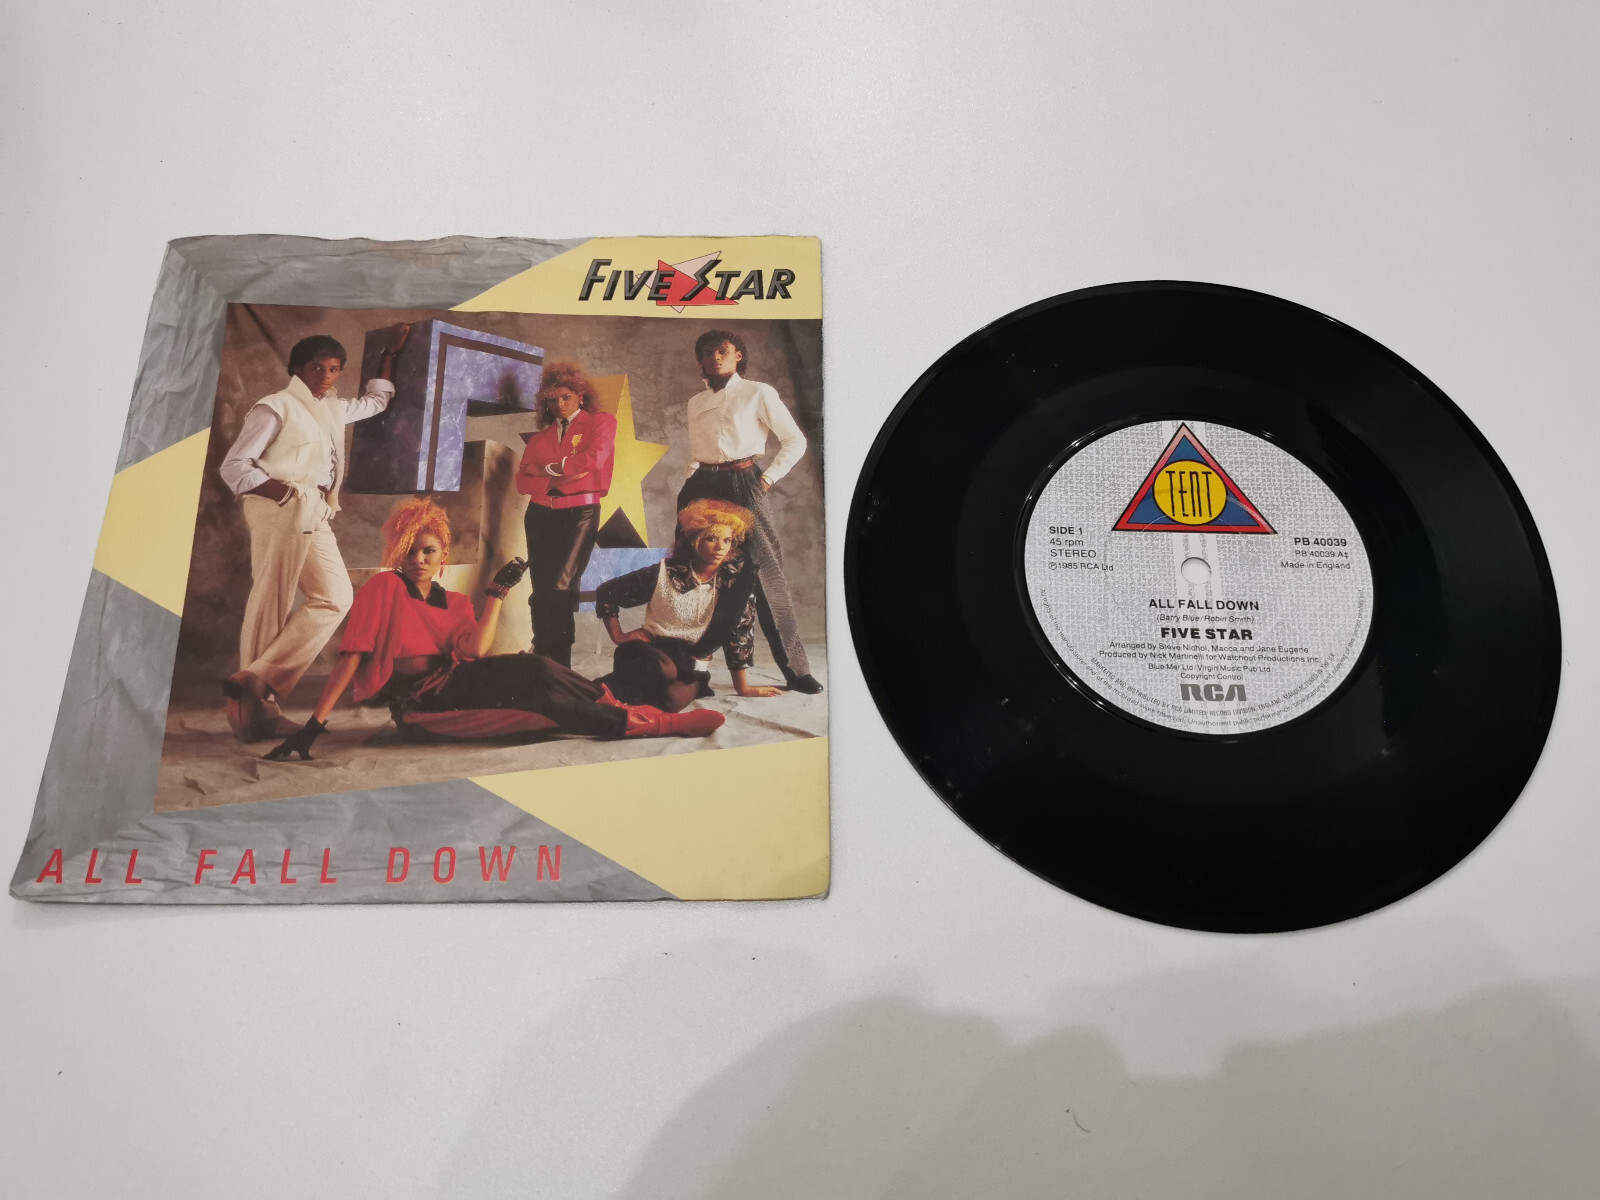 FIVE STAR
ALL FALL DOWN
TENT
SIDE 1
45 rpm
STEREO
℗1985 RCA Ltd
PB 40039
PB 40039 A‡
Made in England
ALL FALL DOWN
(Barry Blue/Robin Smith)
FIVE STAR
Arranged by Steve Nichol, Macca and Jane Eugene
Produced by Nick Martinelli for Watchout Productions Inc.
Blue Mel Ltd/Virgin Music Pub Ltd
Copyright Control
RCA